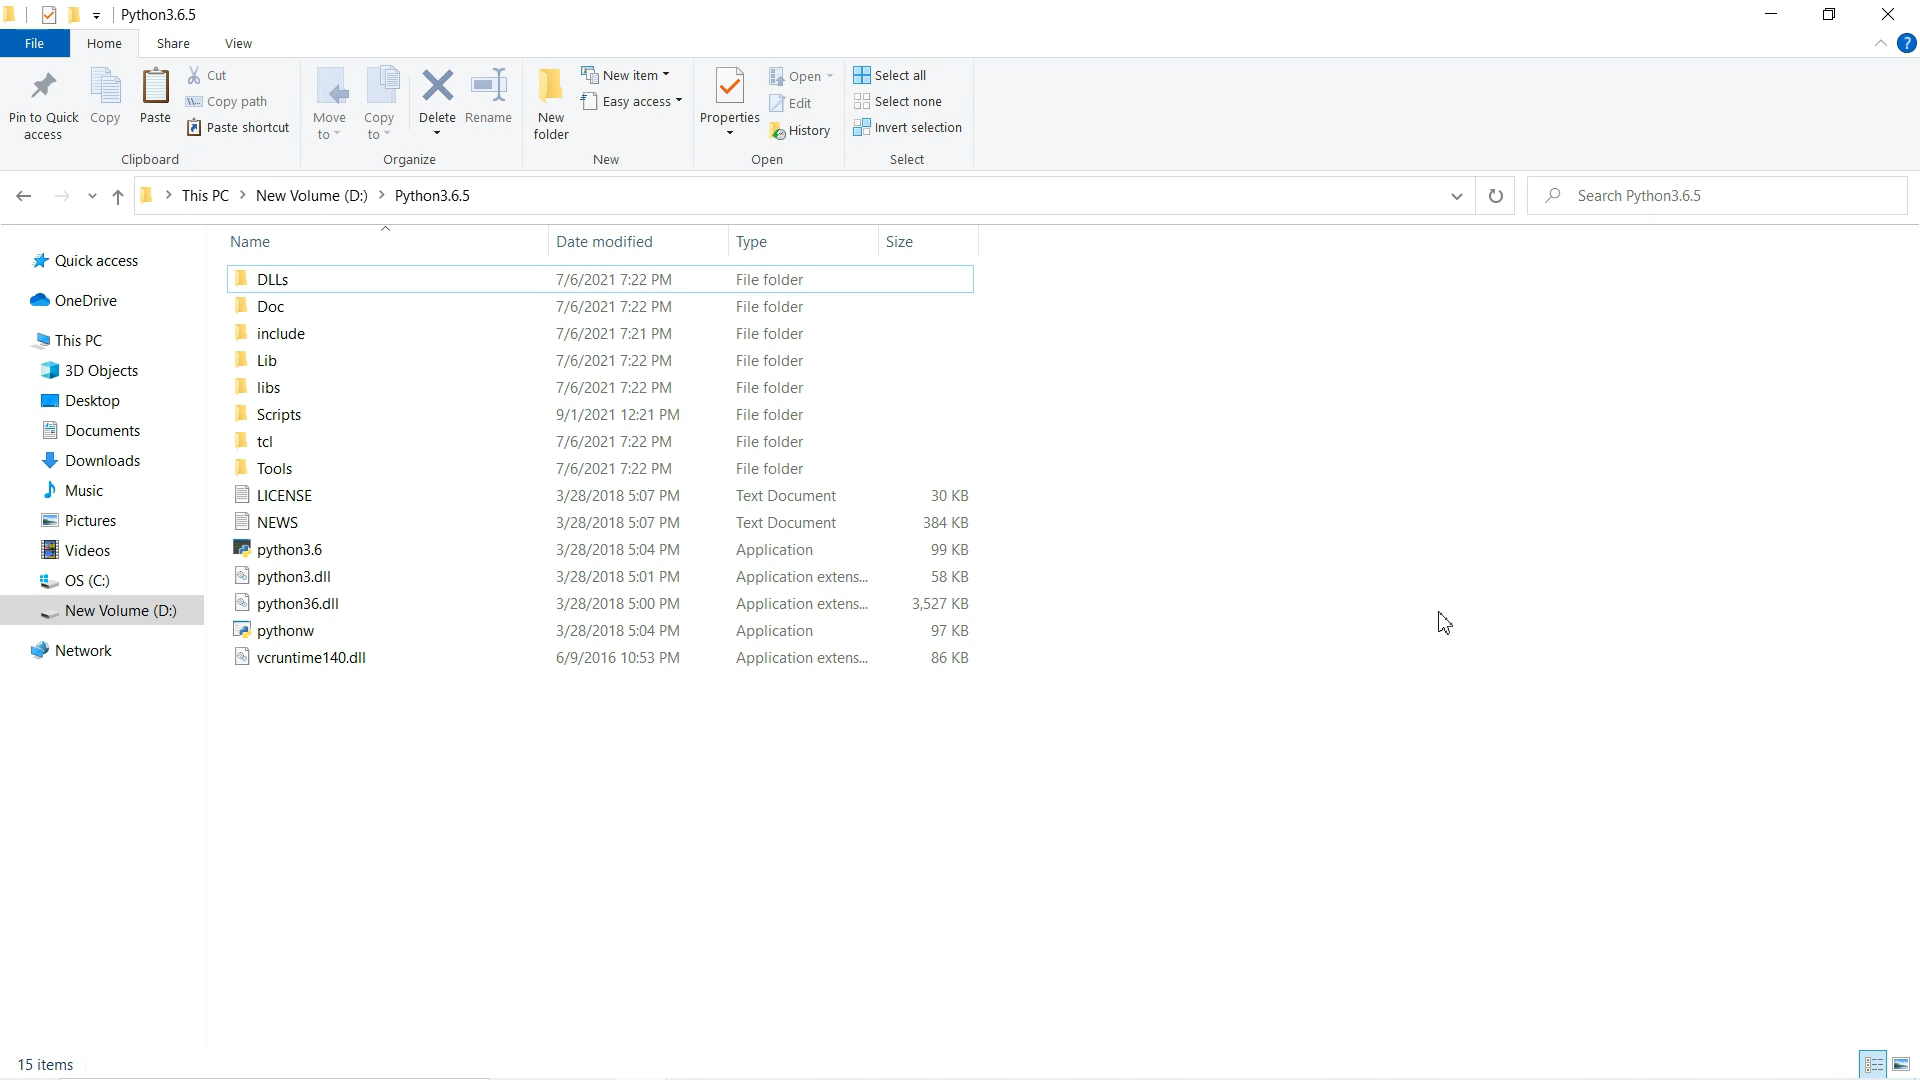 Python3.6.5
File Home Share View
Pin to Quick access
Copy
Paste
Cut
Copy path
Paste shortcut
Clipboard
Move to
Copy to
Delete
Rename
Organize
New folder
New item
Easy access
New
Properties
Open
Edit
History
Open
Select all
Select none
Invert selection
Select
This PC > New Volume (D:) > Python3.6.5
Search Python3.6.5
Quick access
OneDrive
This PC
3D Objects
Desktop
Documents
Downloads
Music
Pictures
Videos
OS (C:)
New Volume (D:)
Network
Name Date modified Type Size
DLLs 7/6/2021 7:22 PM File folder
Doc 7/6/2021 7:22 PM File folder
include 7/6/2021 7:21 PM File folder
Lib 7/6/2021 7:22 PM File folder
libs 7/6/2021 7:22 PM File folder
Scripts 9/1/2021 12:21 PM File folder
tcl 7/6/2021 7:22 PM File folder
Tools 7/6/2021 7:22 PM File folder
LICENSE 3/28/2018 5:07 PM Text Document 30 KB
NEWS 3/28/2018 5:07 PM Text Document 384 KB
python3.6 3/28/2018 5:04 PM Application 99 KB
python3.dll 3/28/2018 5:01 PM Application extens... 58 KB
python36.dll 3/28/2018 5:00 PM Application extens... 3,527 KB
pythonw 3/28/2018 5:04 PM Application 97 KB
vcruntime140.dll 6/9/2016 10:53 PM Application extens... 86 KB
15 items